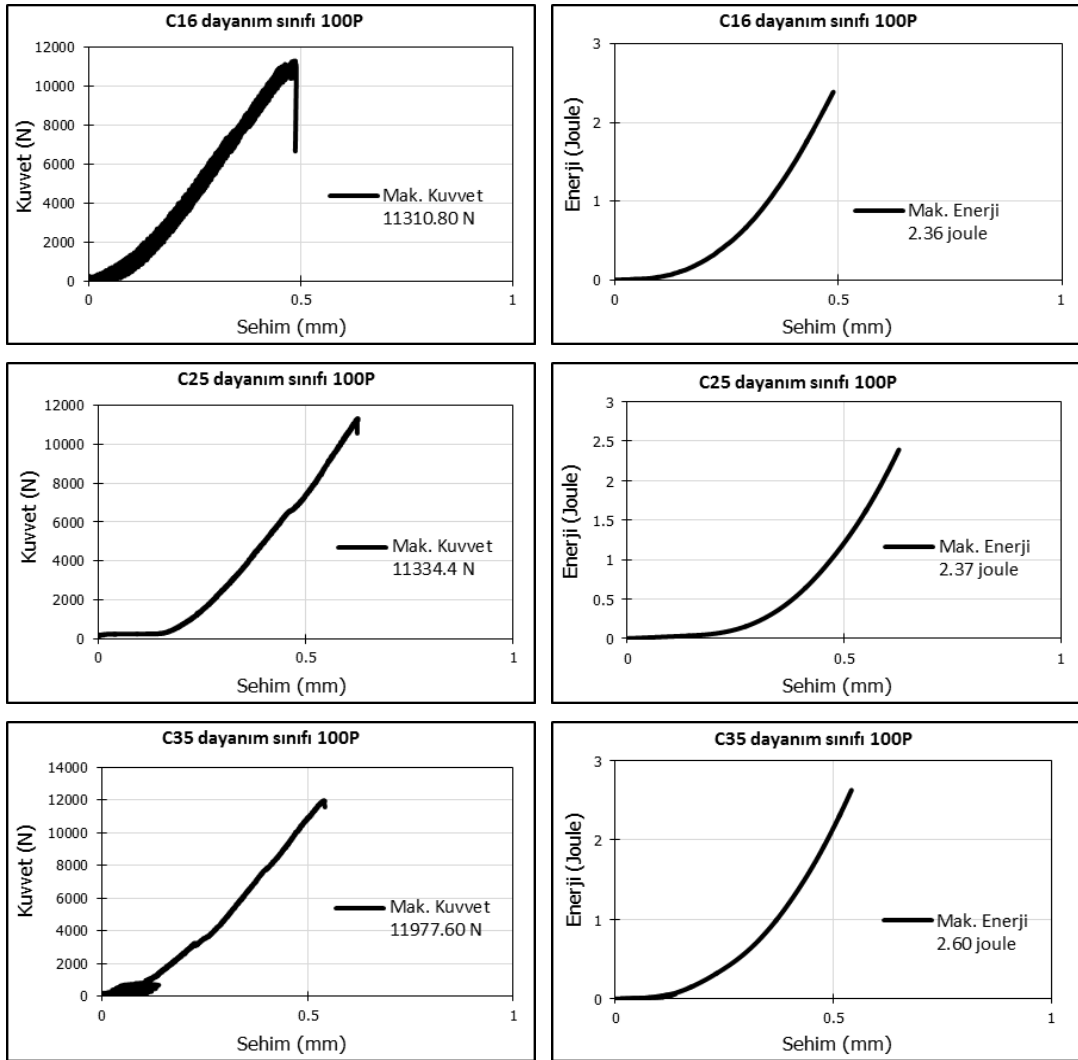 C16 dayanım sınıfı 100P
12000
10000
8000
6000
4000
2000
0
0
0.5
1
Kuvvet (N)
Sehim (mm)
Mak. Kuvvet
11310.80 N
C16 dayanım sınıfı 100P
3
2
1
0
0
0.5
1
Enerji (Joule)
Sehim (mm)
Mak. Enerji
2.36 joule
C25 dayanım sınıfı 100P
12000
10000
8000
6000
4000
2000
0
0
0.5
1
Kuvvet (N)
Sehim (mm)
Mak. Kuvvet
11334.4 N
C25 dayanım sınıfı 100P
3
2.5
2
1.5
1
0.5
0
0
0.5
1
Enerji (Joule)
Sehim (mm)
Mak. Enerji
2.37 joule
C35 dayanım sınıfı 100P
14000
12000
10000
8000
6000
4000
2000
0
0
0.5
1
Kuvvet (N)
Sehim (mm)
Mak. Kuvvet
11977.60 N
C35 dayanım sınıfı 100P
3
2
1
0
0
0.5
1
Enerji (Joule)
Sehim (mm)
Mak. Enerji
2.60 joule